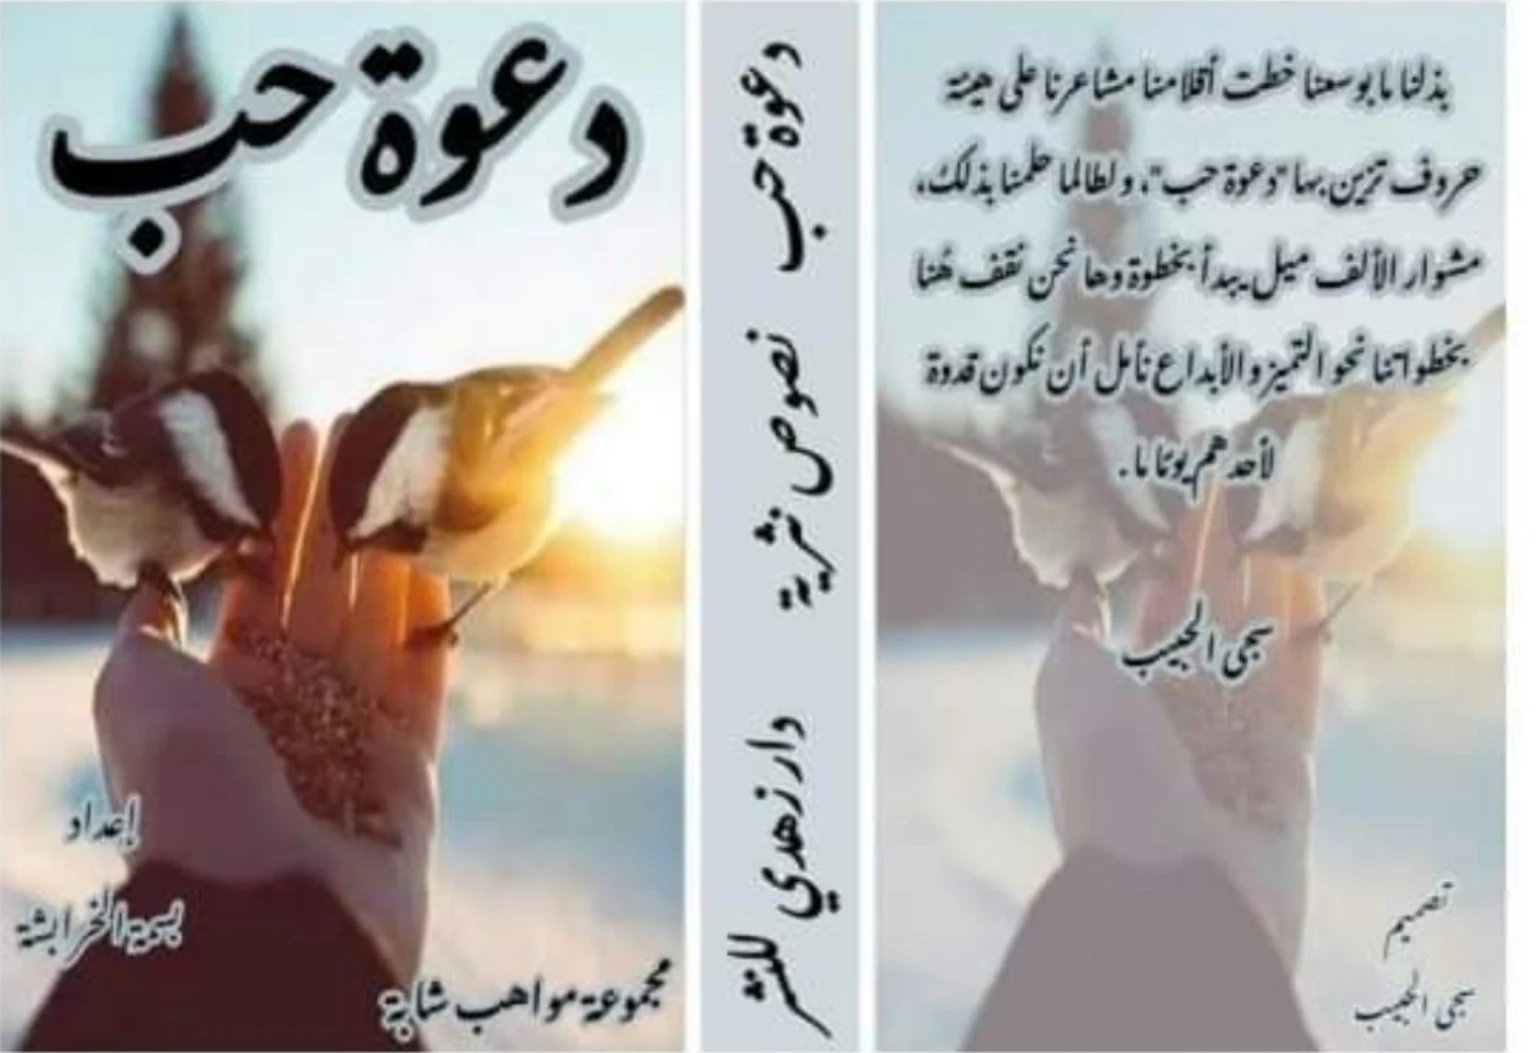 دعوة حب
إعداد
بسمة الخرابشة
مجموعة مواهب شابة
دعوة حب نصوص نثرية دار زهدي للنشر
بذلنا ما بوسعنا خطت أقلامنا مشاعرنا على هيئة
حروف تزين بها "دعوة حب"، ولطالما حلمنا بذلك،
مشوار الألف ميل يبدأ بخطوة وها نحن نقف هُنا
بخطواتنا نحو التميز والأبداع نأمل أن نكون قدوة
لأحدهم يومًا ما.
سجى الحبيب
تصميم
سجى الحبيب